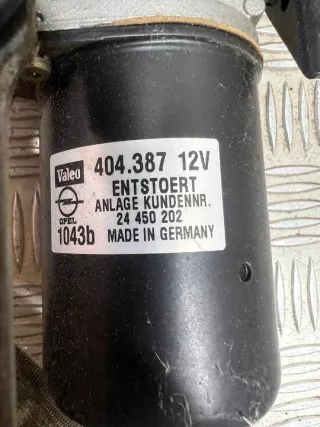 Valeo 404.387 12V
ENTSTOERT
ANLAGE KUNDENNR.
OPEL 24 450 202
1043b MADE IN GERMANY